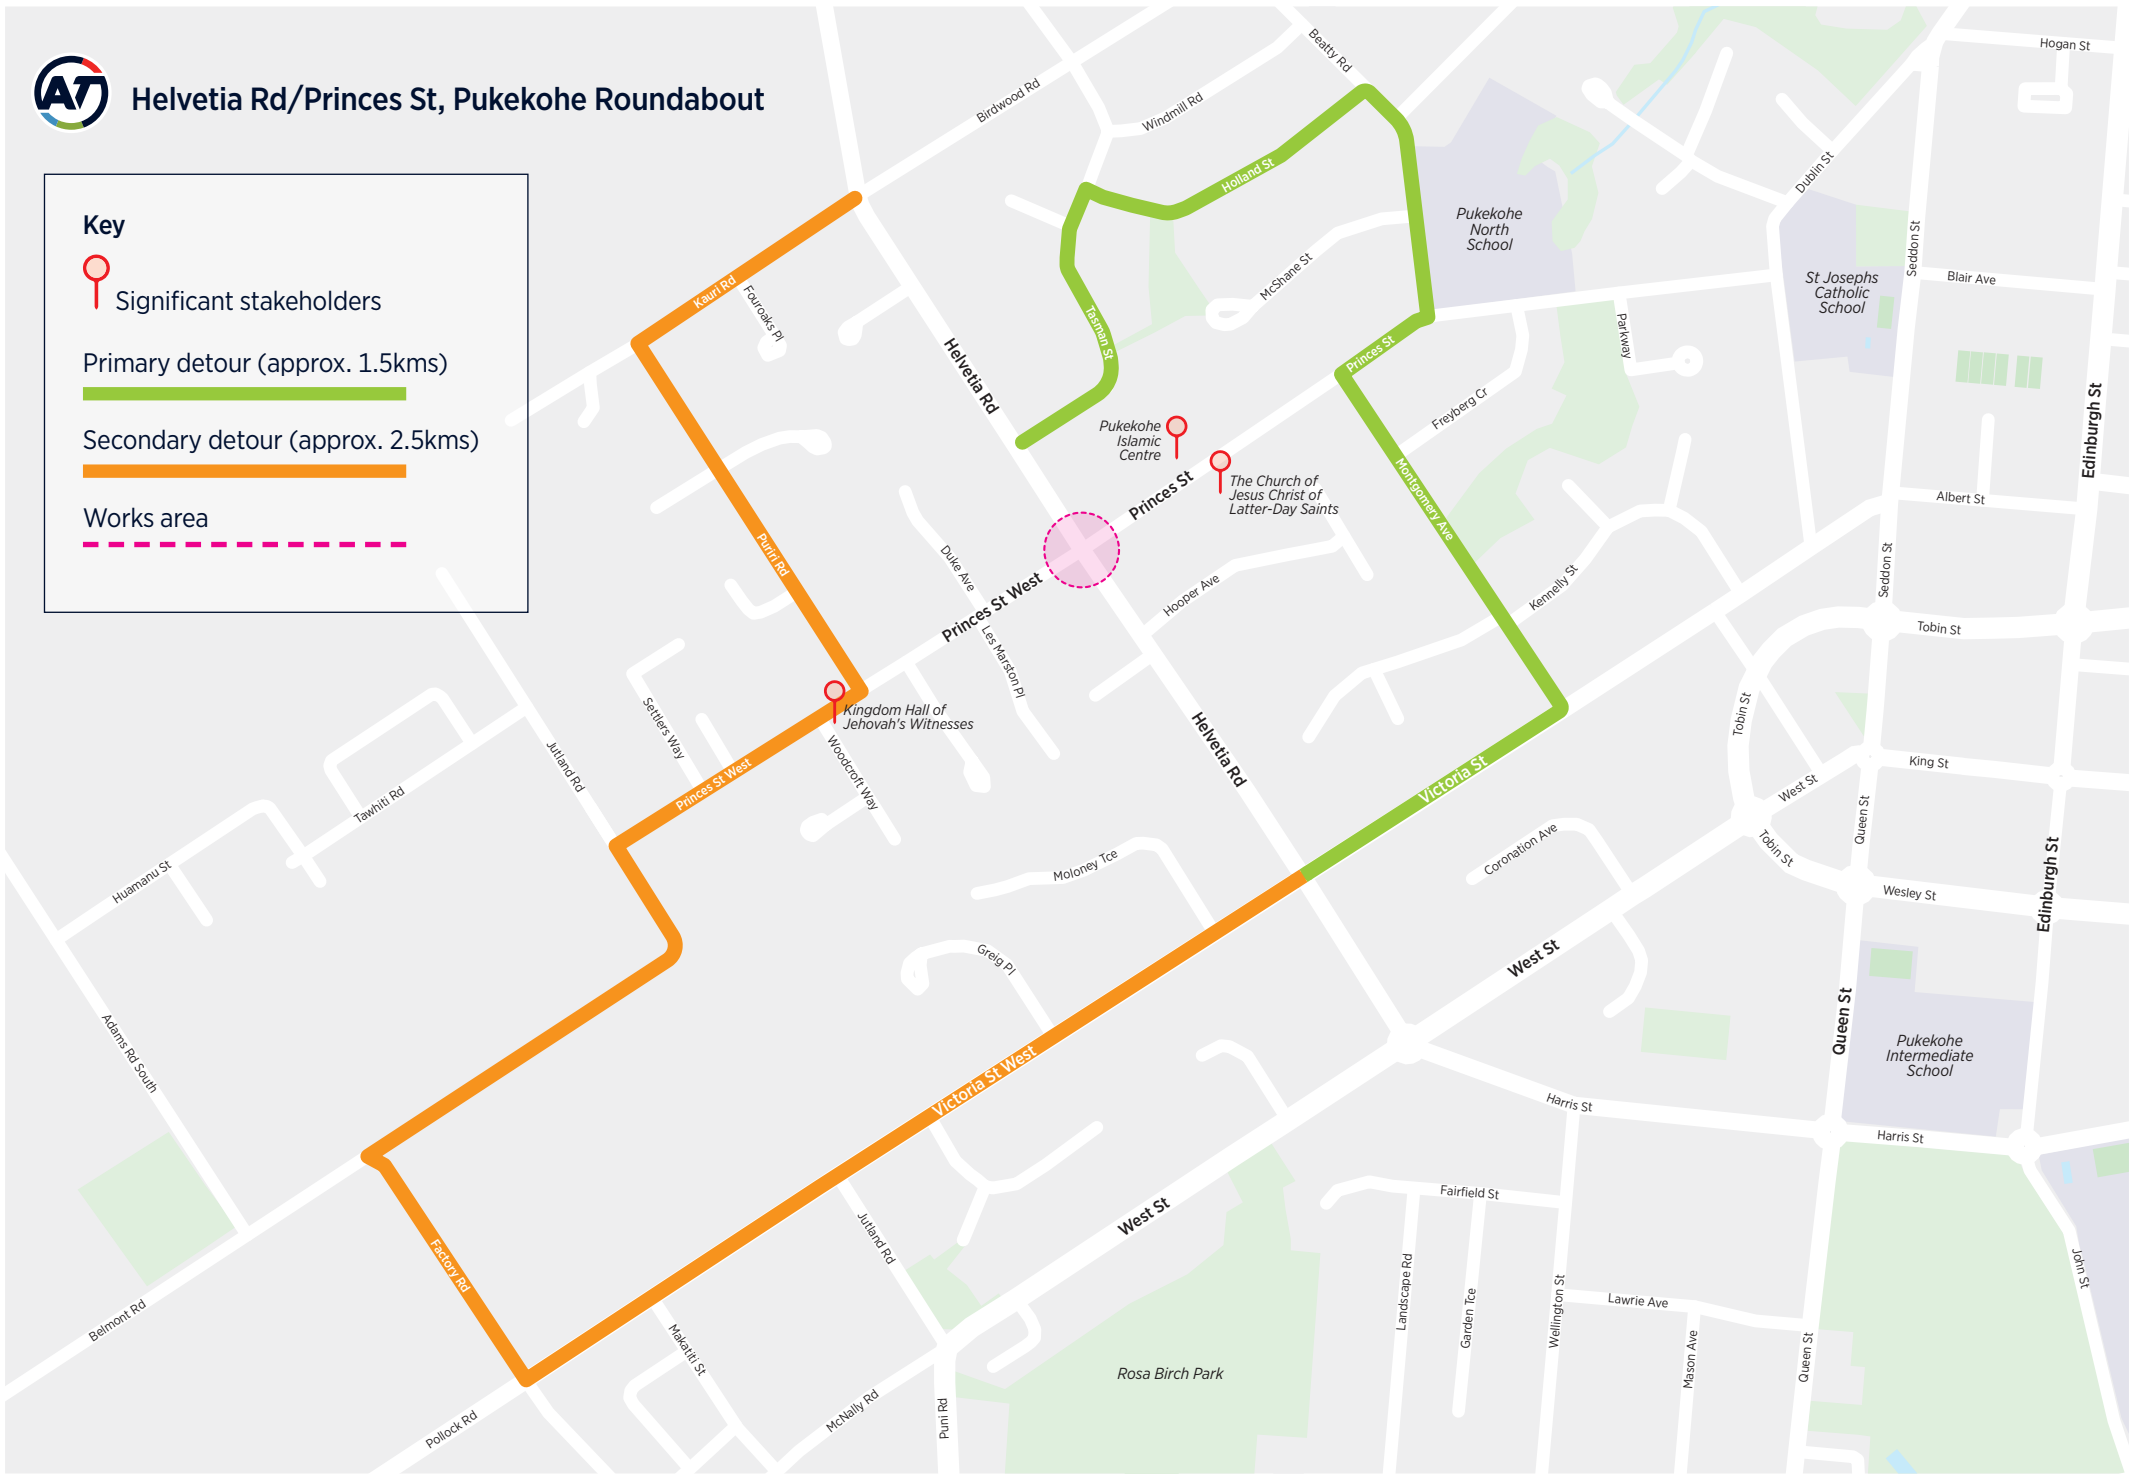 AT
Helvetia Rd/Princes St, Pukekohe Roundabout
Key
Significant stakeholders
Primary detour (approx. 1.5kms)
Secondary detour (approx. 2.5kms)
Works area
Beatty Rd
Hogan St
Birdwood Rd
Windmill Rd
Holland St
Dublin St
Pukekohe
North
School
Seddon St
McShane St
St Josephs
Catholic
School
Blair Ave
Kauri Rd
Fouroaks Pl
Tasman St
Parkway
Helvetia Rd
Princes St
Freyberg Cr
Edinburgh St
Pukekohe
Islamic
Centre
Princes St
The Church of
Jesus Christ of
Latter-Day Saints
Montgomery Ave
Albert St
Puriri Rd
Duke Ave
Princes St West
Hooper Ave
Kennelly St
Seddon St
Tobin St
Les Marston Pl
Settlers Way
Kingdom Hall of
Jehovah's Witnesses
Tobin St
Jutland Rd
Princes St West
Woodcroft Way
Helvetia Rd
Victoria St
West St
King St
Queen St
Tawhiti Rd
Tobin St
Coronation Ave
Moloney Tce
Huamanu St
Wesley St
Edinburgh St
Greig Pl
West St
Queen St
Adams Rd South
Pukekohe
Intermediate
School
Victoria St West
Harris St
Harris St
West St
Fairfield St
Jutland Rd
Factory Rd
Belmont Rd
John St
Landscape Rd
Garden Tce
Wellington St
Lawrie Ave
Makatiti St
Mason Ave
Queen St
Rosa Birch Park
Puni Rd
McNally Rd
Pollock Rd